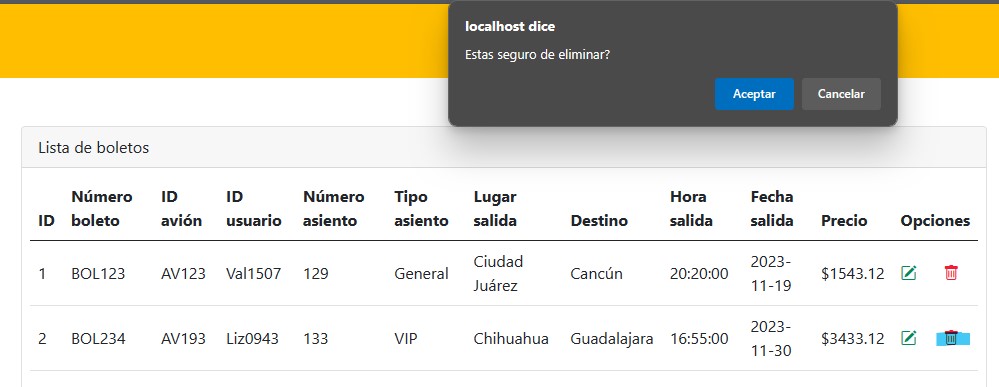 localhost dice
Estas seguro de eliminar?
Aceptar Cancelar
Lista de boletos
ID Número boleto ID avión ID usuario Número asiento Tipo asiento Lugar salida Destino Hora salida Fecha salida Precio Opciones
1 BOL123 AV123 Val1507 129 General Ciudad Juárez Cancún 20:20:00 2023-11-19 $1543.12
2 BOL234 AV193 Liz0943 133 VIP Chihuahua Guadalajara 16:55:00 2023-11-30 $3433.12